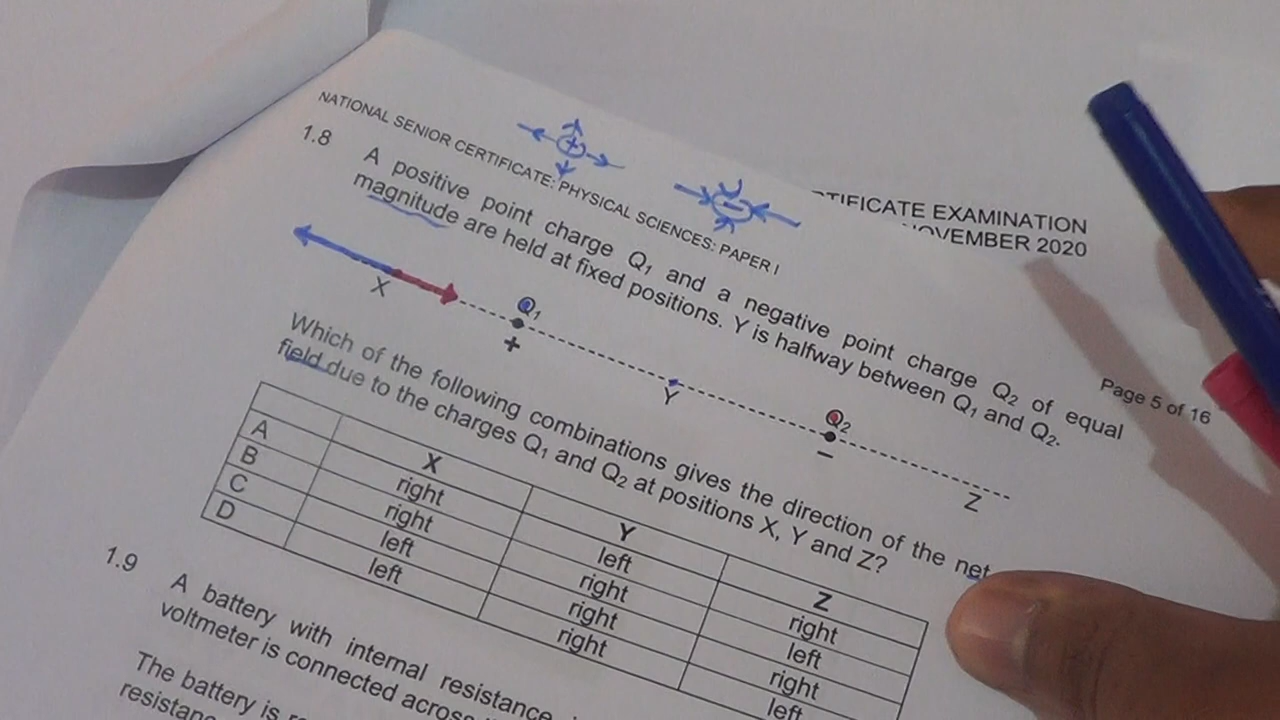 NATIONAL SENIOR CERTIFICATE: PHYSICAL SCIENCES: PAPER I
TIFICATE EXAMINATION
NOVEMBER 2020
Page 5 of 16
1.8 A positive point charge Q1 and a negative point charge Q2 of equal
magnitude are held at fixed positions. Y is halfway between Q1 and Q2.
X Q1 + Y Q2 − Z
Which of the following combinations gives the direction of the net
field due to the charges Q1 and Q2 at positions X, Y and Z?
X Y Z
A right left right
B right right left
C left right right
D left right left
1.9 A battery with internal resistance
voltmeter is connected across
The battery is